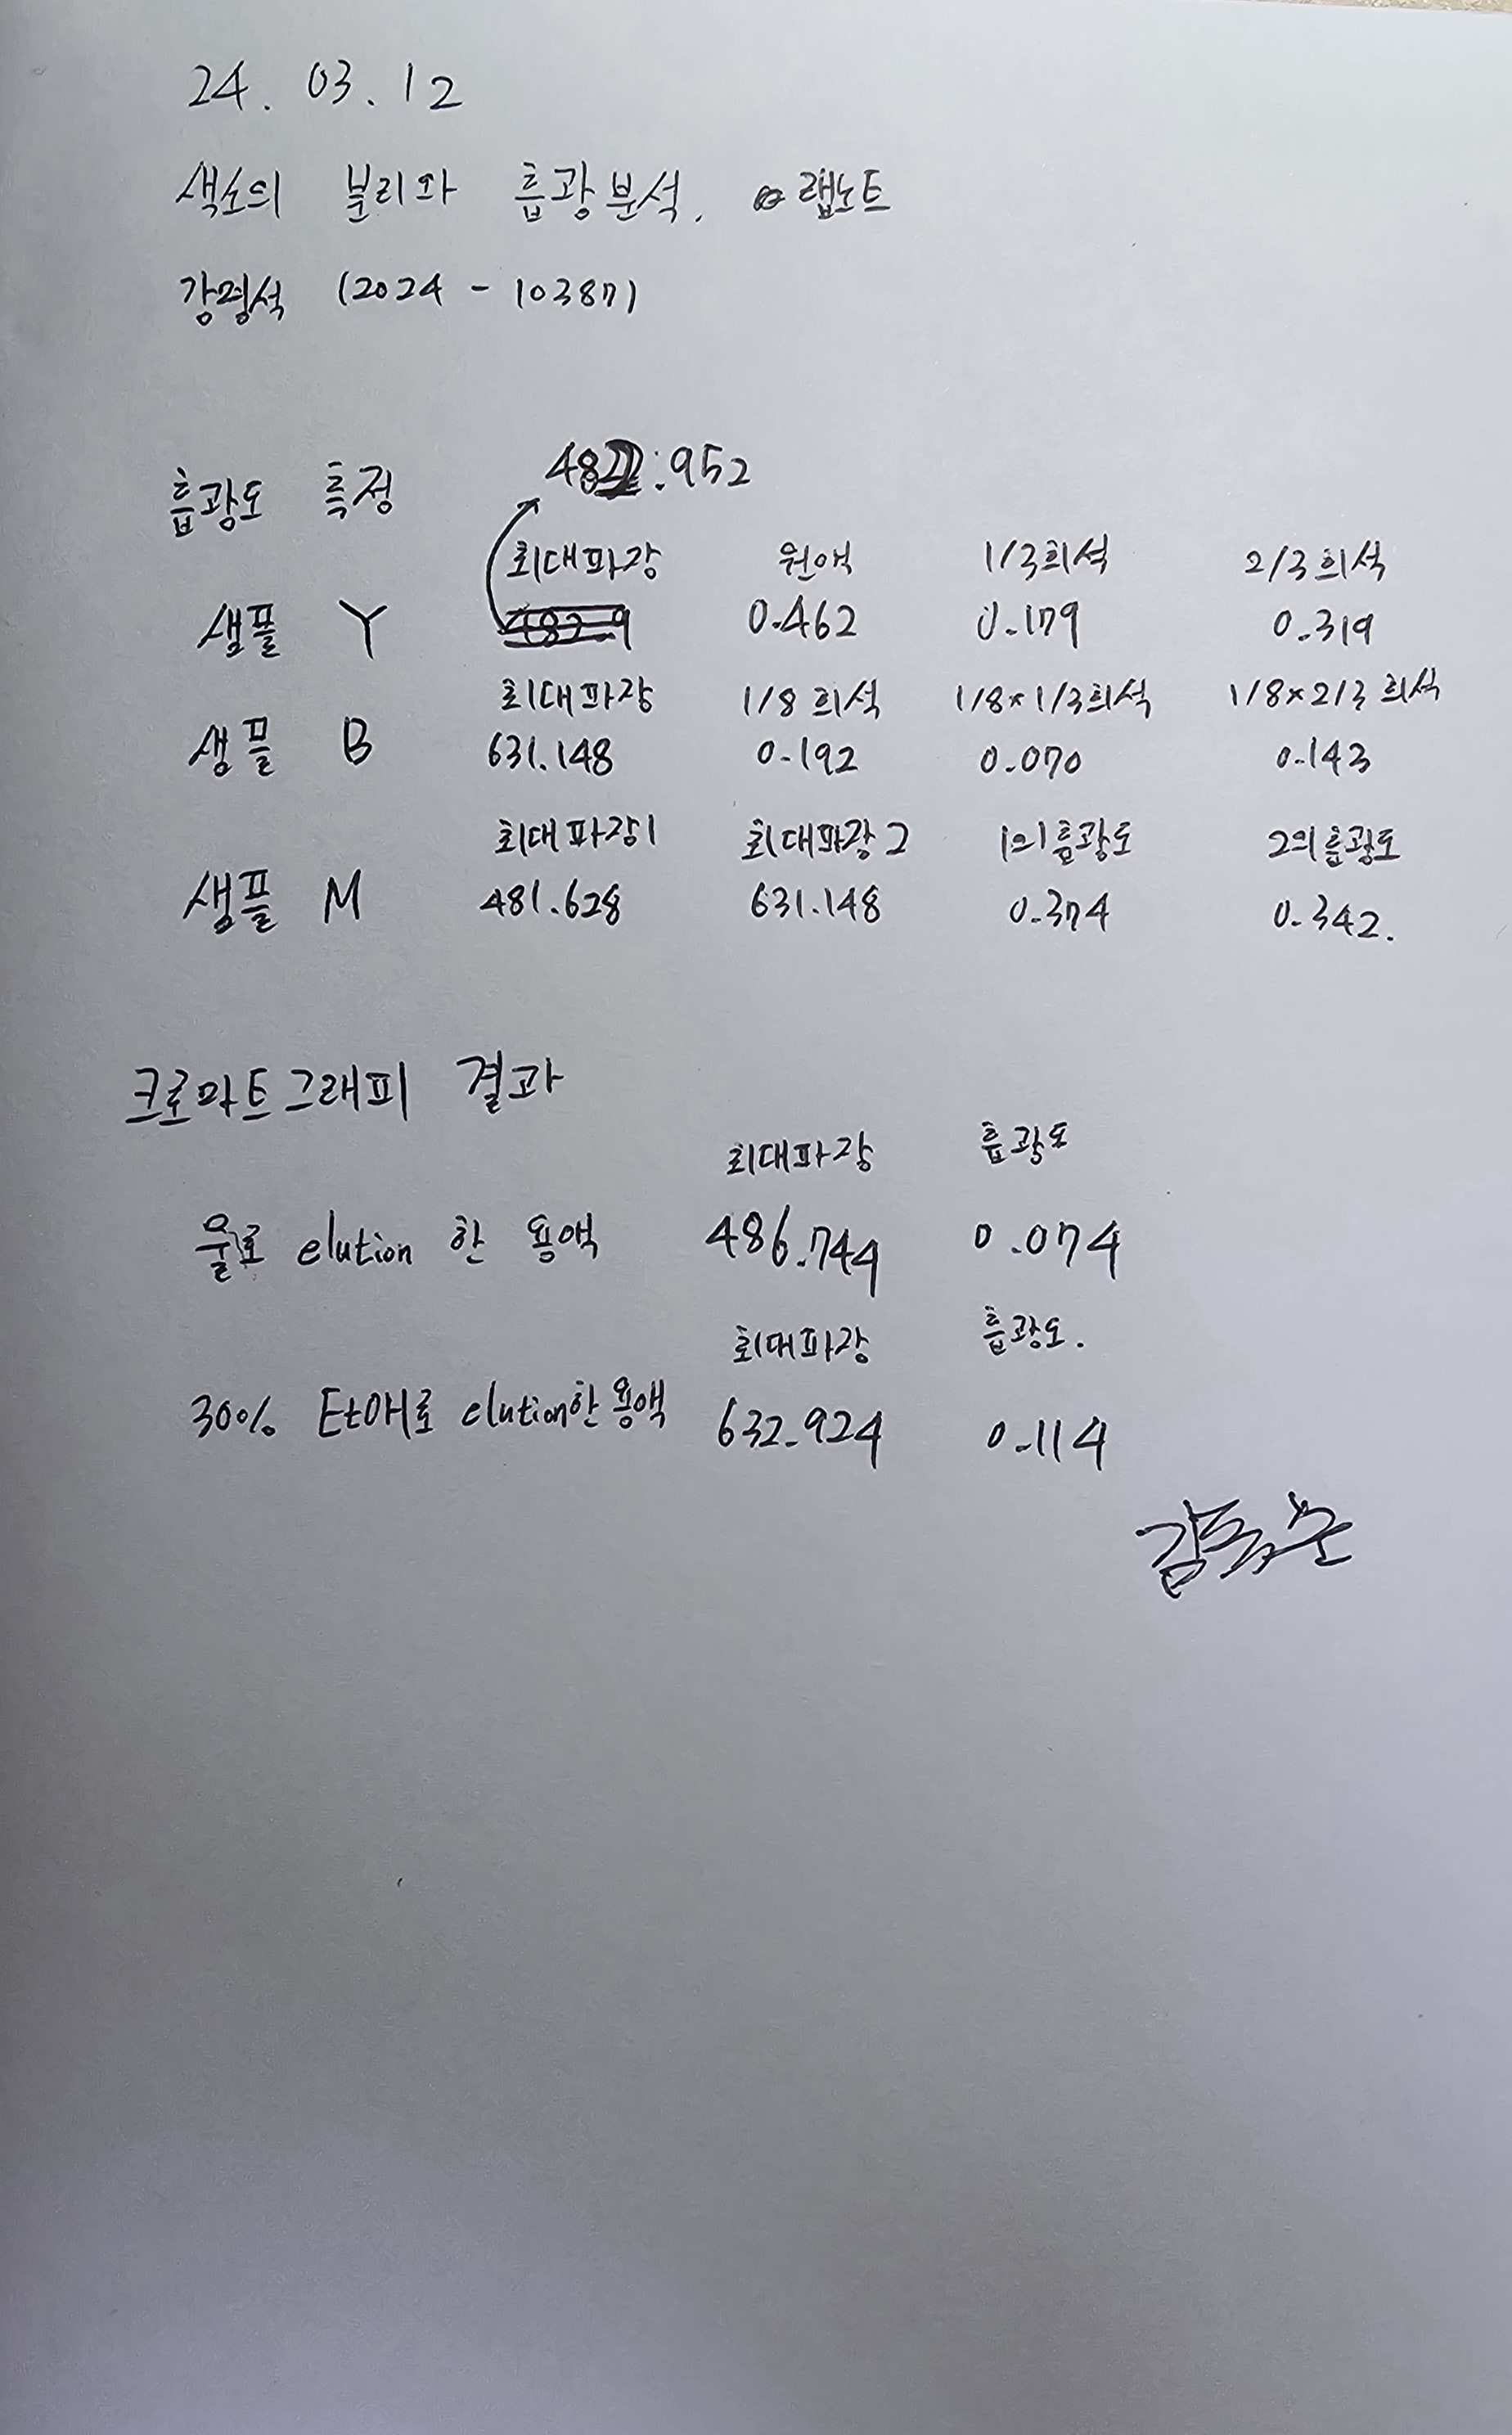 24. 03. 12
색소의 분리와 흡광분석. 랩노트
강명석 (2024 - 10387)
482.952
흡광도 측정
최대파장 원액 1/3희석 2/3 희석
샘플 Y 482.9 0.462 0.179 0.319
최대파장 1/8 희석 1/8×1/3희석 1/8×2/3 희석
샘플 B 631.148 0.192 0.070 0.143
최대파장1 최대파장2 1의 흡광도 2의 흡광도
샘플 M 481.628 631.148 0.374 0.342.
크로마토그래피 결과
최대파장 흡광도
물로 elution 한 용액 486.744 0.074
최대파장 흡광도.
30% EtOH로 elution한 용액 632.924 0.114